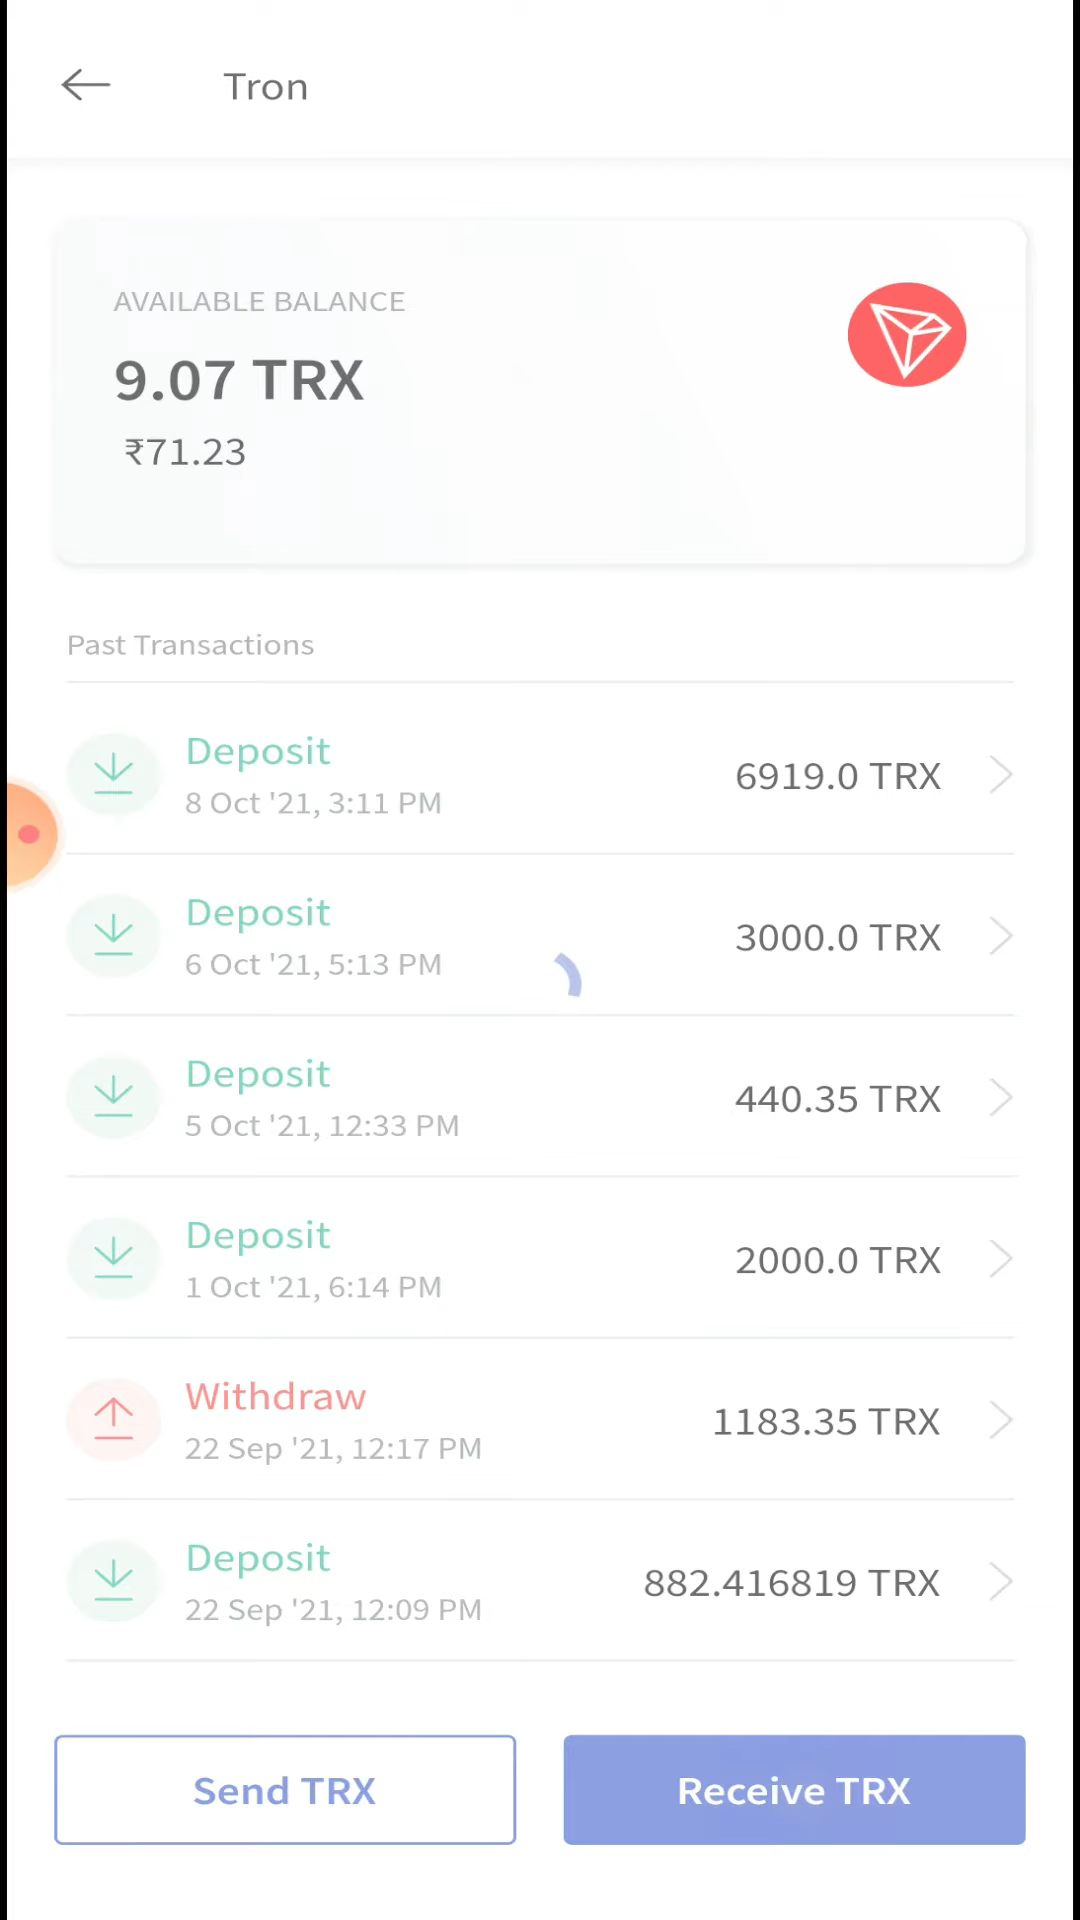 Tron
AVAILABLE BALANCE
9.07 TRX
₹71.23
Past Transactions
Deposit
8 Oct '21, 3:11 PM
6919.0 TRX
Deposit
6 Oct '21, 5:13 PM
3000.0 TRX
Deposit
5 Oct '21, 12:33 PM
440.35 TRX
Deposit
1 Oct '21, 6:14 PM
2000.0 TRX
Withdraw
22 Sep '21, 12:17 PM
1183.35 TRX
Deposit
22 Sep '21, 12:09 PM
882.416819 TRX
Send TRX
Receive TRX